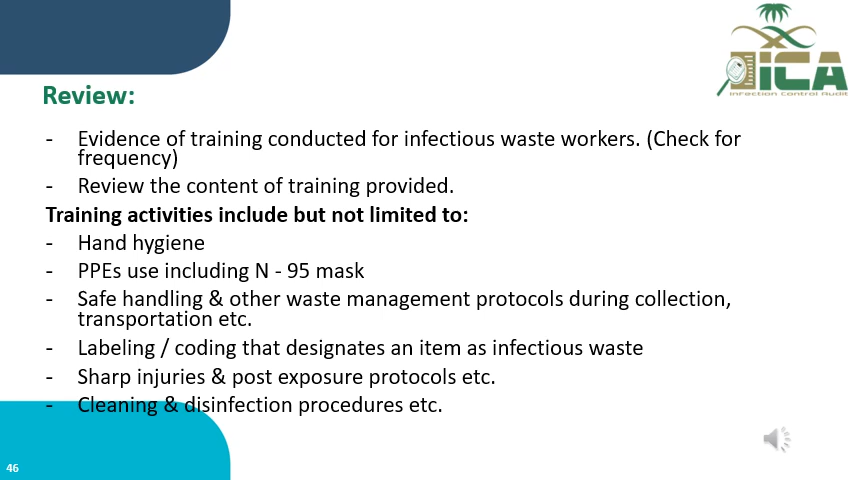 ICA
Infection Control Audit
Review:
- Evidence of training conducted for infectious waste workers. (Check for
frequency)
- Review the content of training provided.
Training activities include but not limited to:
- Hand hygiene
- PPEs use including N - 95 mask
- Safe handling & other waste management protocols during collection,
transportation etc.
- Labeling / coding that designates an item as infectious waste
- Sharp injuries & post exposure protocols etc.
- Cleaning & disinfection procedures etc.
46